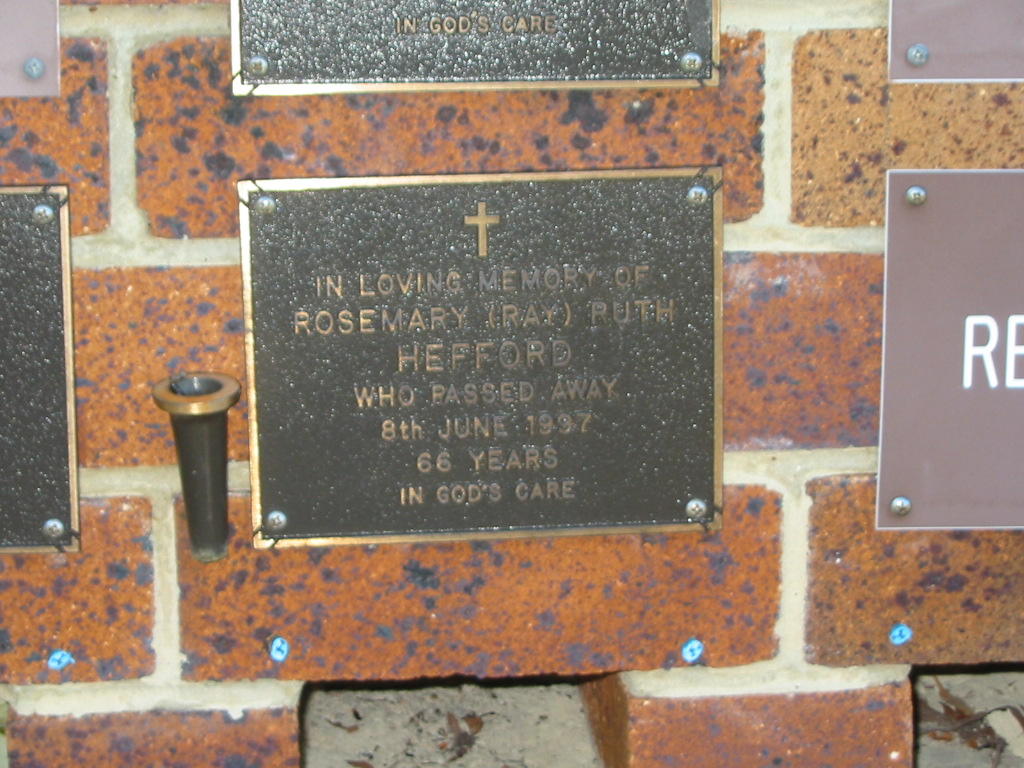 IN GOD'S CARE
IN LOVING MEMORY OF
ROSEMARY (RAY) RUTH
HEFFORD
WHO PASSED AWAY
8th JUNE 1997
66 YEARS
IN GOD'S CARE
RE